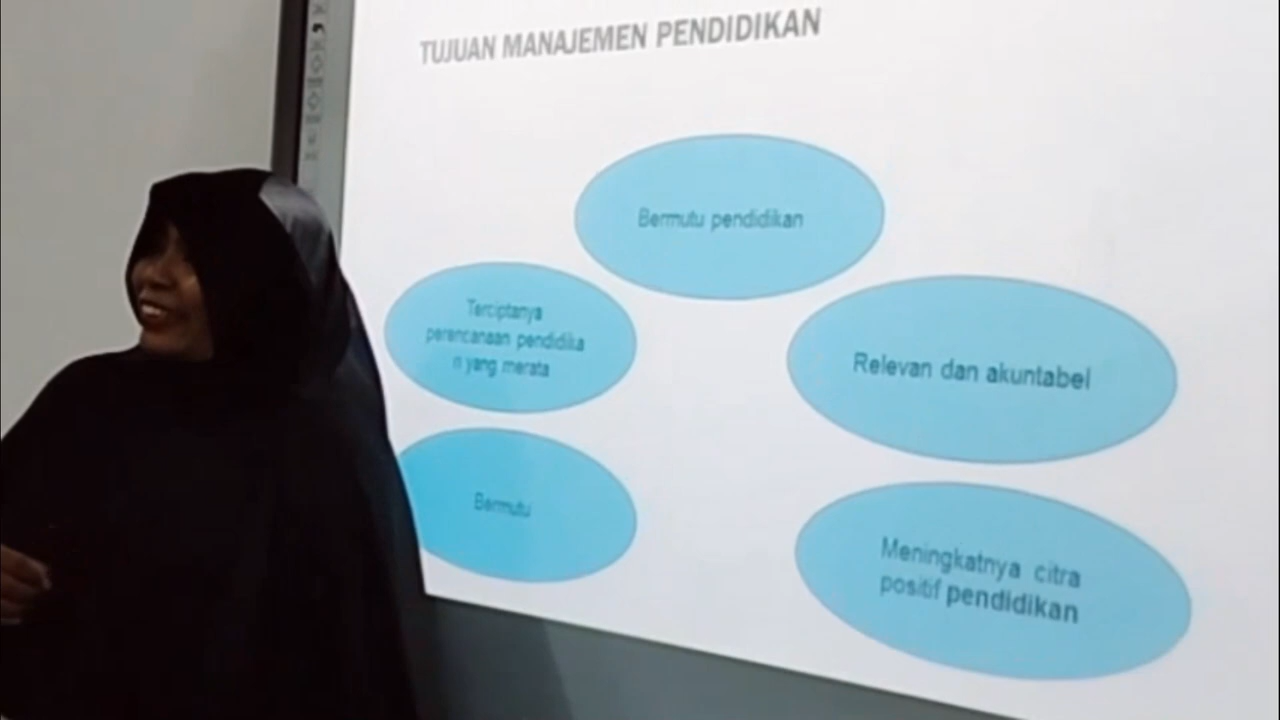 TUJUAN MANAJEMEN PENDIDIKAN
Bermutu pendidikan
Terciptanya
perencanaan pendidika
n yang merata
Relevan dan akuntabel
Bermutu
Meningkatnya citra
positif pendidikan